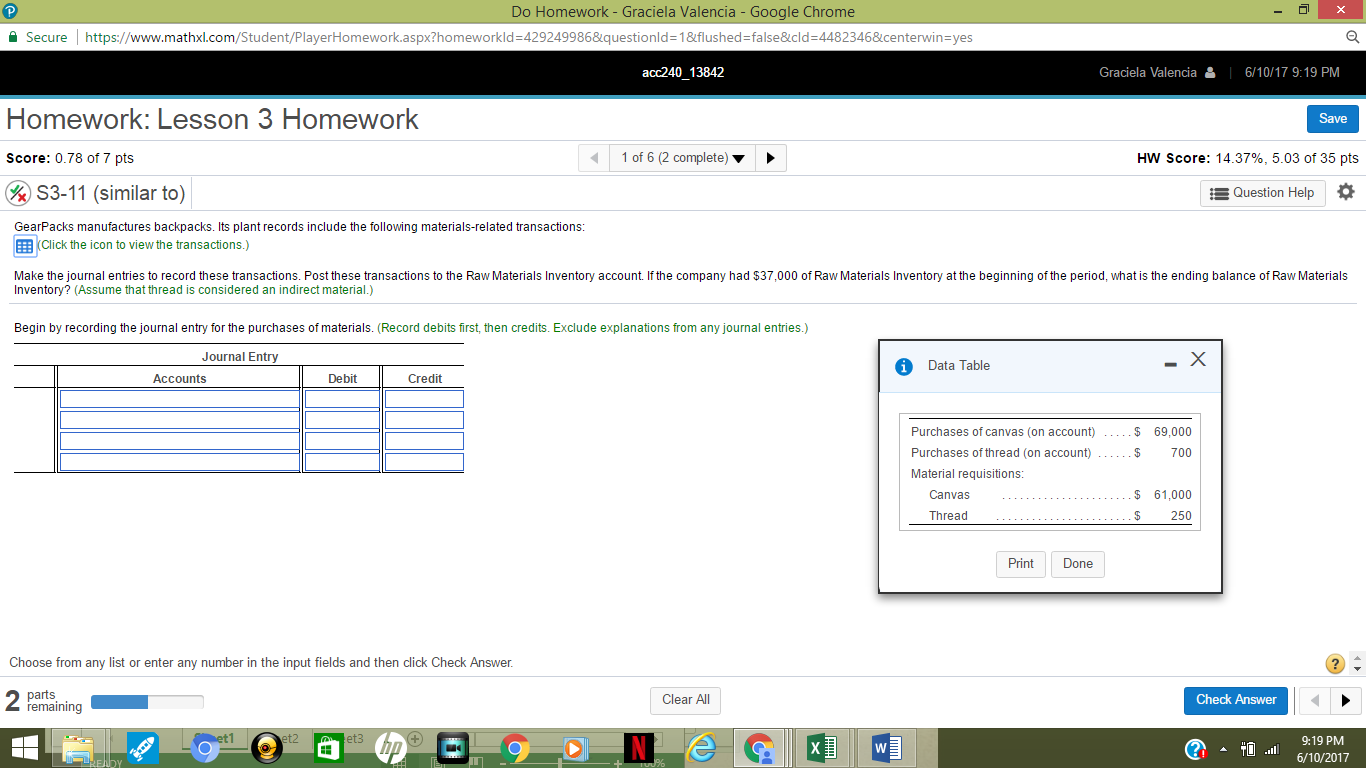 Do Homework - Graciela Valencia - Google Chrome
Secure | https://www.mathxl.com/Student/PlayerHomework.aspx?homeworkId=429249986&questionId=1&flushed=false&cId=4482346&centerwin=yes
acc240_13842
Graciela Valencia | 6/10/17 9:19 PM
Homework: Lesson 3 Homework
Save
Score: 0.78 of 7 pts
1 of 6 (2 complete)
HW Score: 14.37%, 5.03 of 35 pts
S3-11 (similar to)
Question Help
GearPacks manufactures backpacks. Its plant records include the following materials-related transactions:
(Click the icon to view the transactions.)
Make the journal entries to record these transactions. Post these transactions to the Raw Materials Inventory account. If the company had $37,000 of Raw Materials Inventory at the beginning of the period, what is the ending balance of Raw Materials
Inventory? (Assume that thread is considered an indirect material.)
Begin by recording the journal entry for the purchases of materials. (Record debits first, then credits. Exclude explanations from any journal entries.)
Journal Entry
Accounts Debit Credit
Data Table
Purchases of canvas (on account) ..... $ 69,000
Purchases of thread (on account) ...... $ 700
Material requisitions:
Canvas ...................... $ 61,000
Thread ....................... $ 250
Print Done
Choose from any list or enter any number in the input fields and then click Check Answer.
?
2 parts
remaining
Clear All
Check Answer
et1 et2 eet3
READY
100%
9:19 PM
6/10/2017